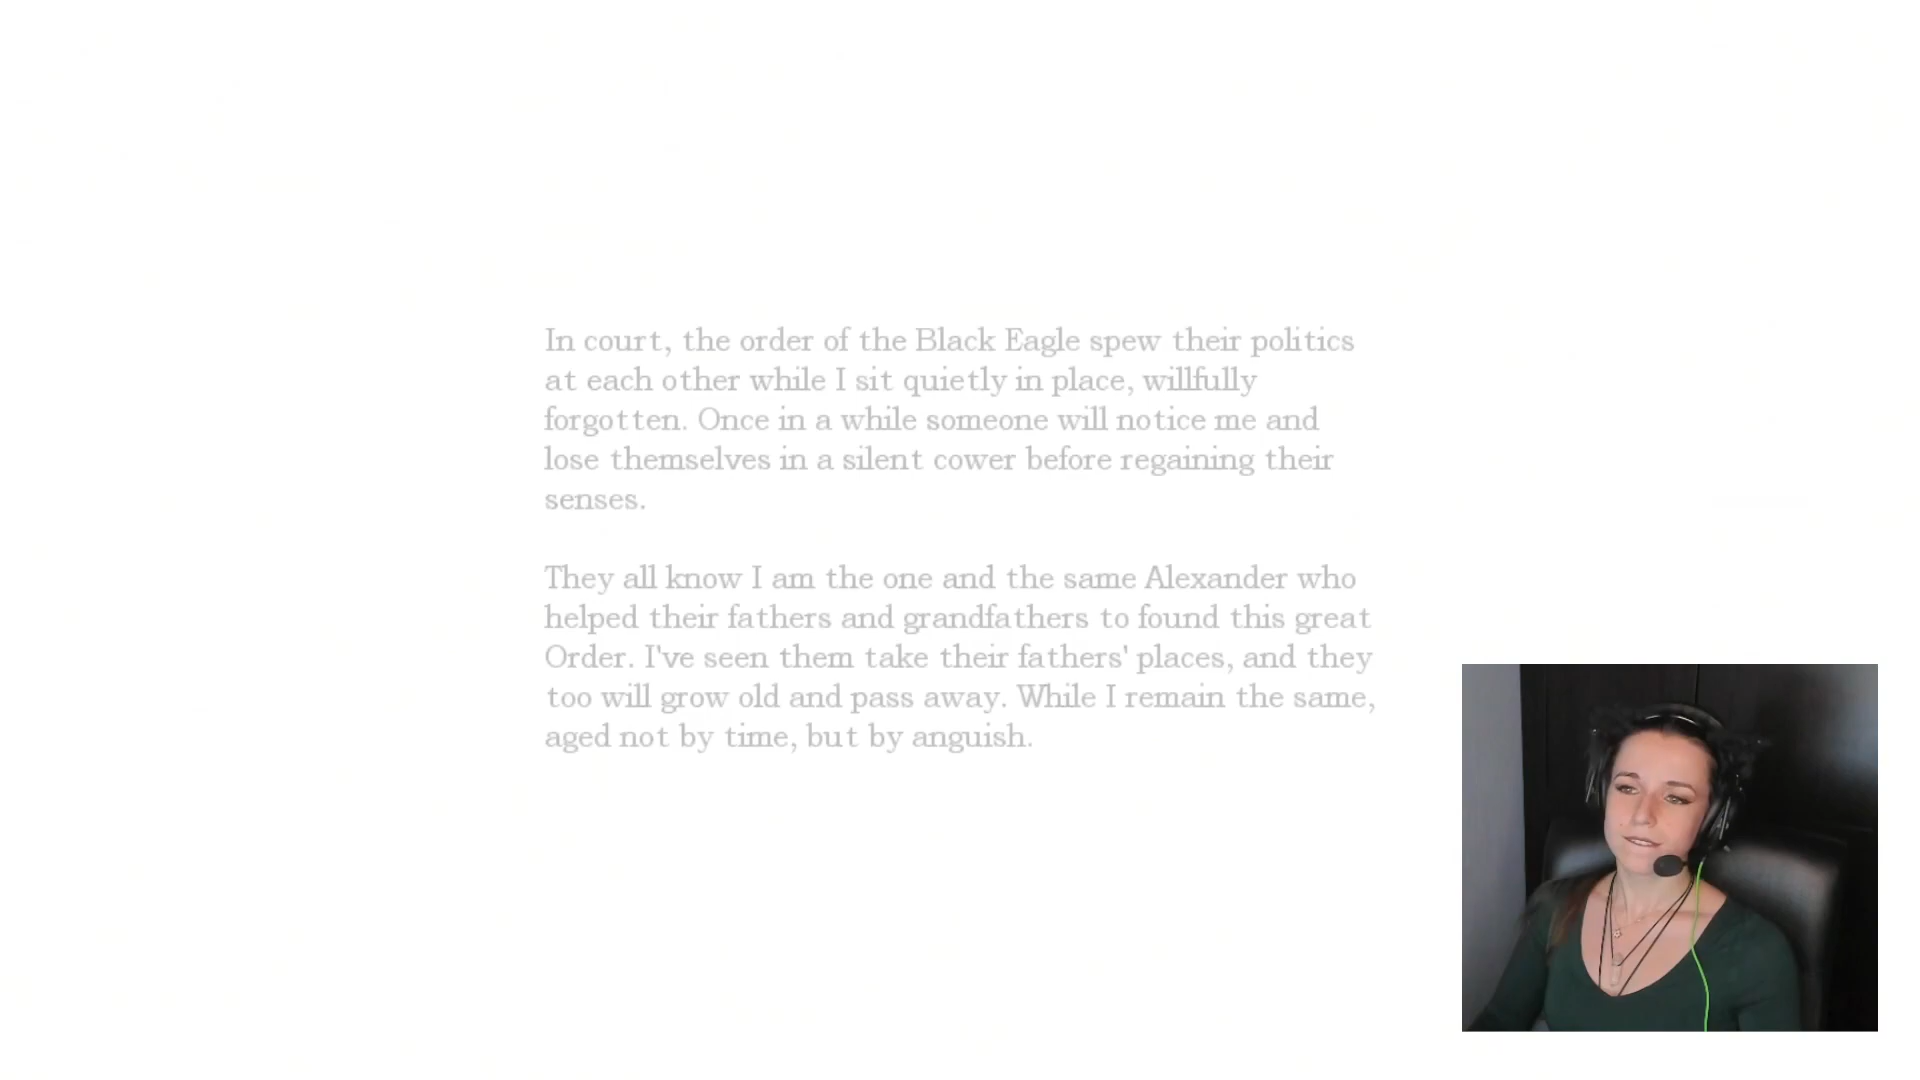 In court, the order of the Black Eagle spew their politics
at each other while I sit quietly in place, willfully
forgotten. Once in a while someone will notice me and
lose themselves in a silent cower before regaining their
senses.
They all know I am the one and the same Alexander who
helped their fathers and grandfathers to found this great
Order. I've seen them take their fathers' places, and they
too will grow old and pass away. While I remain the same,
aged not by time, but by anguish.